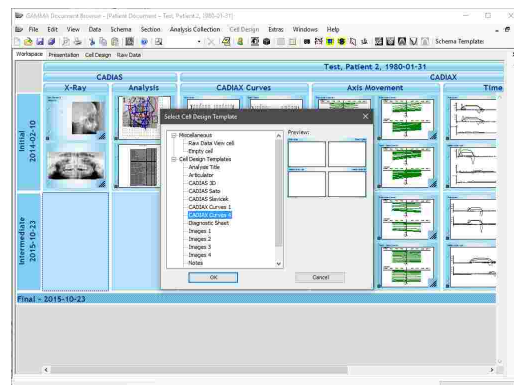 GAMMA Document Browser - [Patient Document - Test, Patient 2, 1980-01-31]
File Edit View Data Schema Section Analysis Collection Cell Design Extras Windows Help
Schema Template:
Workspace Presentation Cell Design Raw Data
Test, Patient 2, 1980-01-31
CADIAS CADIAX
X-Ray Analysis CADIAX Curves Axis Movement Time
Initial
2014-02-10
Select Cell Design Template
Miscellaneous
Raw Data View cell
Empty cell
Cell Design Templates
Analysis Title
Articulator
CADIAS 3D
CADIAS Sato
CADIAS Slavicek
CADIAX Curves 1
CADIAX Curves 4
Diagnostic Sheet
Images 1
Images 2
Images 3
Images 4
Notes
Preview:
OK Cancel
Intermediate
2015-10-23
Final - 2015-10-23